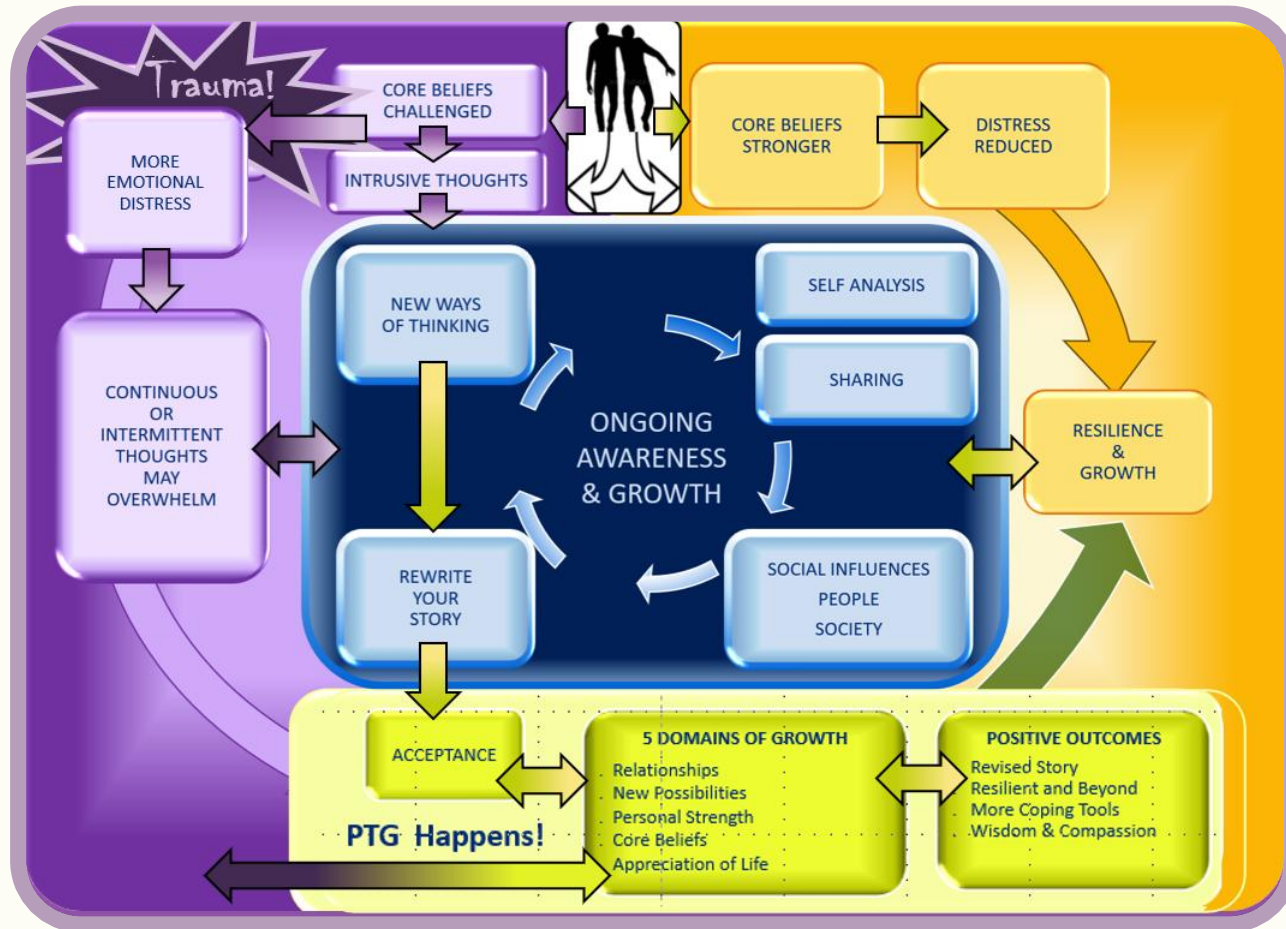 Trauma!
CORE BELIEFS
CHALLENGED
INTRUSIVE THOUGHTS
MORE
EMOTIONAL
DISTRESS
CONTINUOUS
OR
INTERMITTENT
THOUGHTS
MAY
OVERWHELM
CORE BELIEFS
STRONGER
DISTRESS
REDUCED
RESILIENCE
&
GROWTH
NEW WAYS
OF THINKING
SELF ANALYSIS
SHARING
ONGOING
AWARENESS
& GROWTH
REWRITE
YOUR
STORY
SOCIAL INFLUENCES
PEOPLE
SOCIETY
ACCEPTANCE
PTG Happens!
5 DOMAINS OF GROWTH
Relationships
New Possibilities
Personal Strength
Core Beliefs
Appreciation of Life
POSITIVE OUTCOMES
Revised Story
Resilient and Beyond
More Coping Tools
Wisdom & Compassion